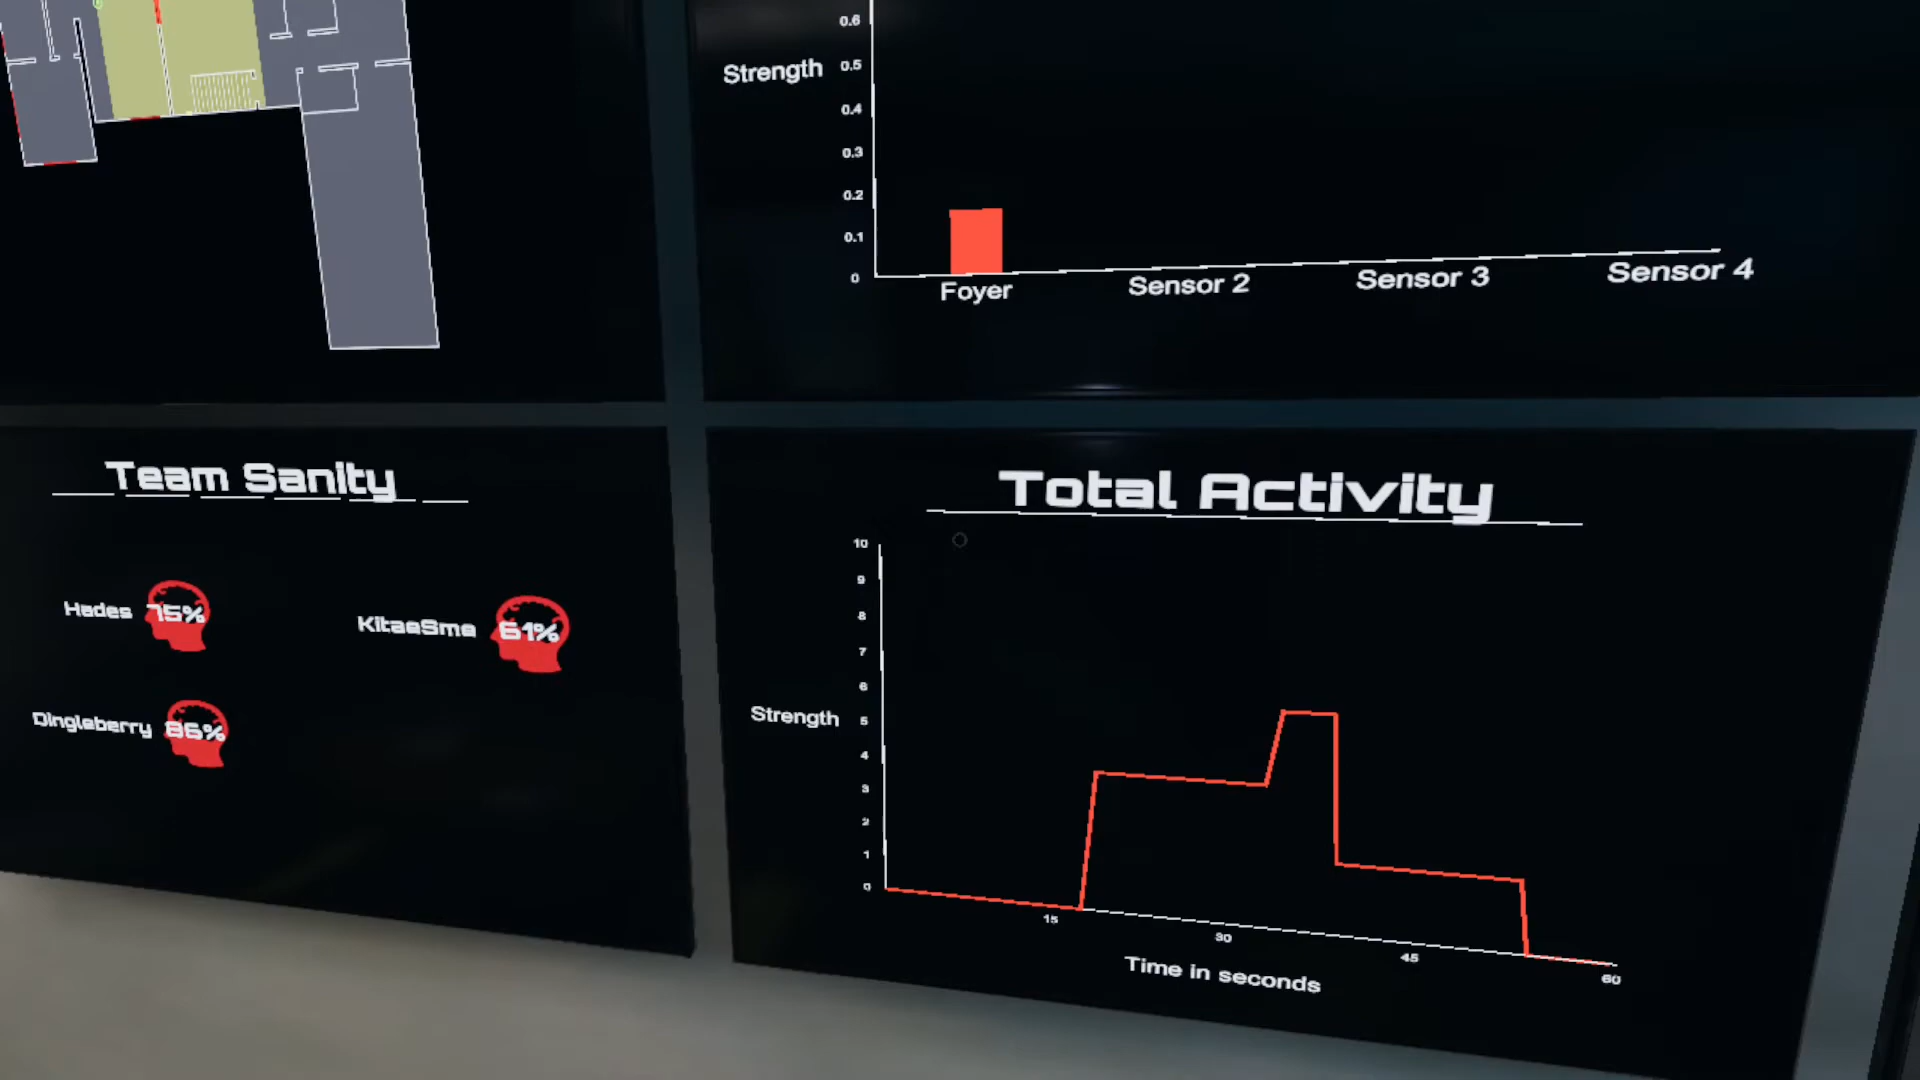 0.6
Strength
0.5
0.4
0.3
0.2
0.1
0
Foyer
Sensor 2
Sensor 3
Sensor 4
Team Sanity
Hades 75%
KitaeSme 61%
Dingleberry 86%
Total Activity
10
9
8
7
6
Strength
5
4
3
2
1
0
15
30
45
60
Time in seconds